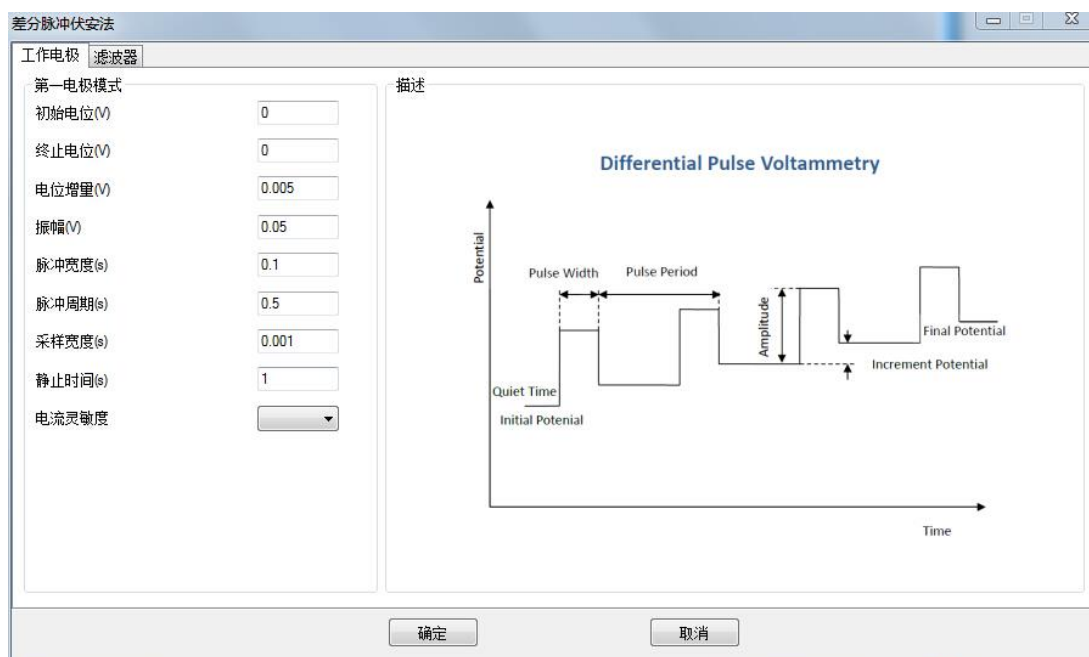 差分脉冲伏安法
工作电极 滤波器
第一电极模式
初始电位(V) 0
终止电位(V) 0
电位增量(V) 0.005
振幅(V) 0.05
脉冲宽度(s) 0.1
脉冲周期(s) 0.5
采样宽度(s) 0.001
静止时间(s) 1
电流灵敏度
描述
Differential Pulse Voltammetry
Potential
Pulse Width Pulse Period
Amplitude
Final Potential
Increment Potential
Quiet Time
Initial Potenial
Time
确定 取消